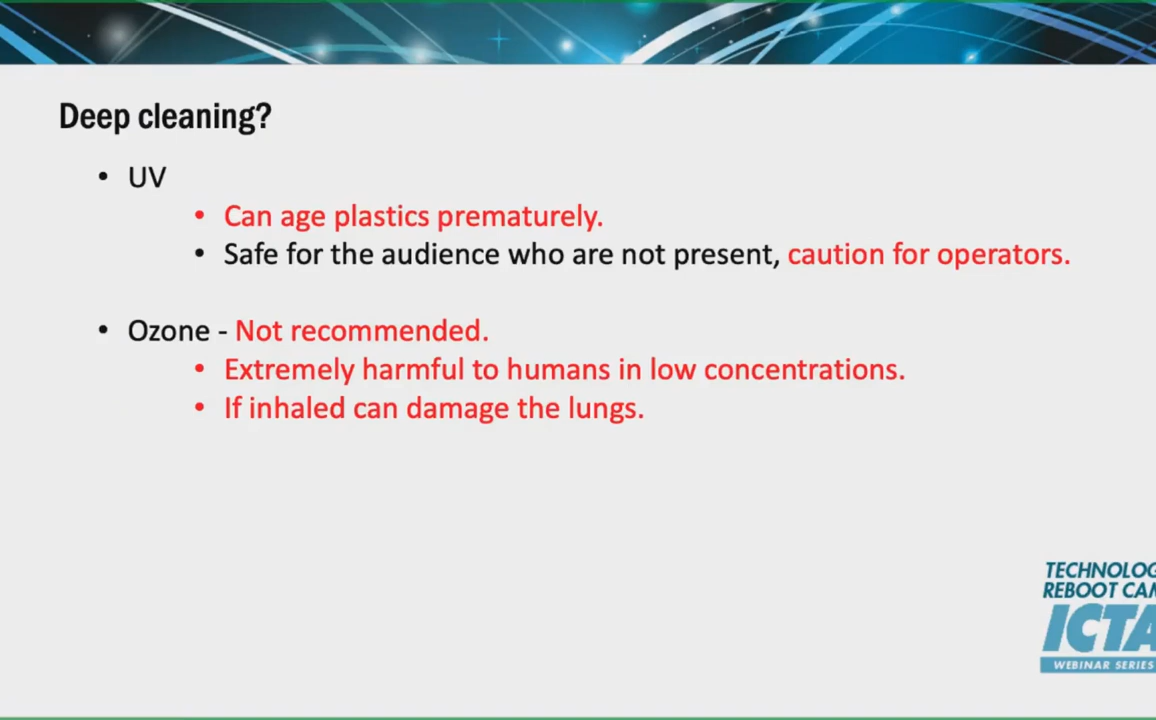 Deep cleaning?
• UV
• Can age plastics prematurely.
• Safe for the audience who are not present, caution for operators.
• Ozone - Not recommended.
• Extremely harmful to humans in low concentrations.
• If inhaled can damage the lungs.
TECHNOLOG
REBOOT CAM
ICTA
WEBINAR SERIES